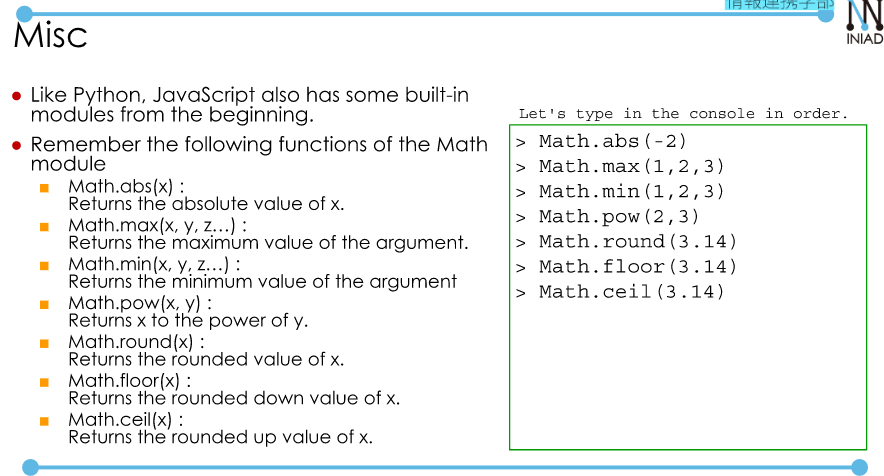 情報連携学部
INIAD
Misc
Like Python, JavaScript also has some built-in
modules from the beginning.
Remember the following functions of the Math
module
Math.abs(x) :
Returns the absolute value of x.
Math.max(x, y, z...) :
Returns the maximum value of the argument.
Math.min(x, y, z...) :
Returns the minimum value of the argument
Math.pow(x, y) :
Returns x to the power of y.
Math.round(x) :
Returns the rounded value of x.
Math.floor(x) :
Returns the rounded down value of x.
Math.ceil(x) :
Returns the rounded up value of x.
Let's type in the console in order.
> Math.abs(-2)
> Math.max(1,2,3)
> Math.min(1,2,3)
> Math.pow(2,3)
> Math.round(3.14)
> Math.floor(3.14)
> Math.ceil(3.14)